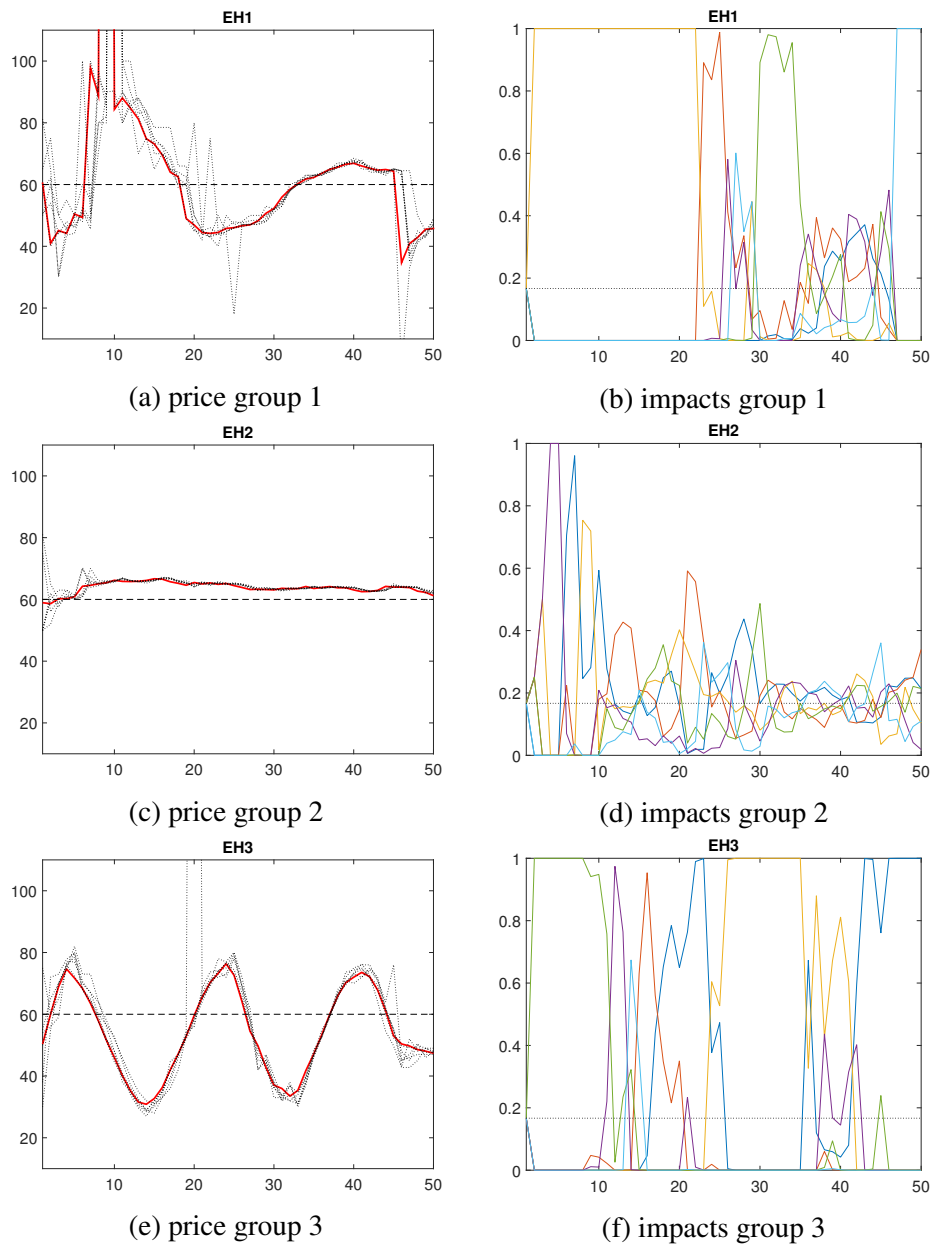 EH1
100
80
60
40
20
10 20 30 40 50
(a) price group 1
EH1
1
0.8
0.6
0.4
0.2
0
10 20 30 40 50
(b) impacts group 1
EH2
100
80
60
40
20
10 20 30 40 50
(c) price group 2
EH2
1
0.8
0.6
0.4
0.2
0
10 20 30 40 50
(d) impacts group 2
EH3
100
80
60
40
20
10 20 30 40 50
(e) price group 3
EH3
1
0.8
0.6
0.4
0.2
0
10 20 30 40 50
(f) impacts group 3